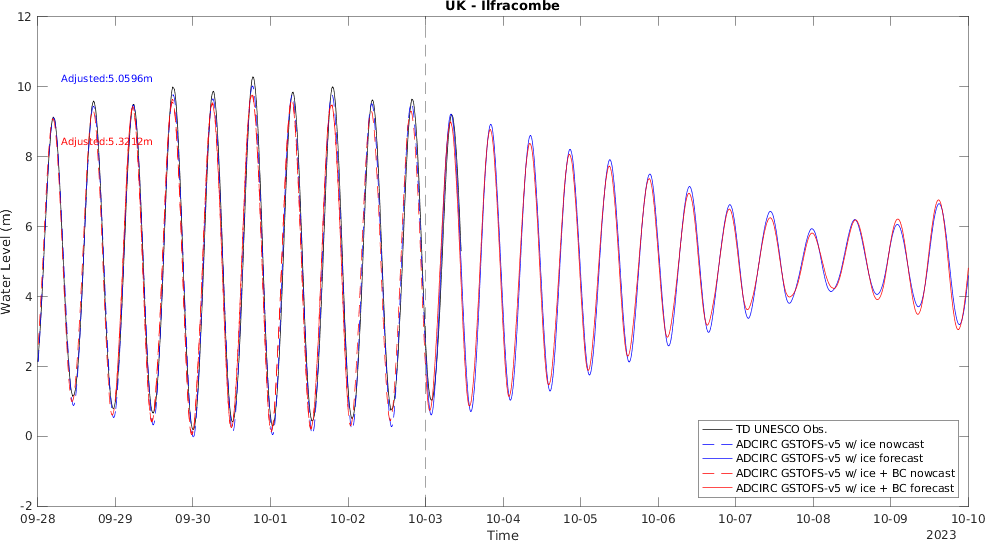 UK - Ilfracombe
12
10
8
6
4
2
0
-2
Water Level (m)
Adjusted:5.0596m
Adjusted:5.3212m
TD UNESCO Obs.
ADCIRC GSTOFS-v5 w/ ice nowcast
ADCIRC GSTOFS-v5 w/ ice forecast
ADCIRC GSTOFS-v5 w/ ice + BC nowcast
ADCIRC GSTOFS-v5 w/ ice + BC forecast
09-28 09-29 09-30 10-01 10-02 10-03 10-04 10-05 10-06 10-07 10-08 10-09 10-10
Time
2023